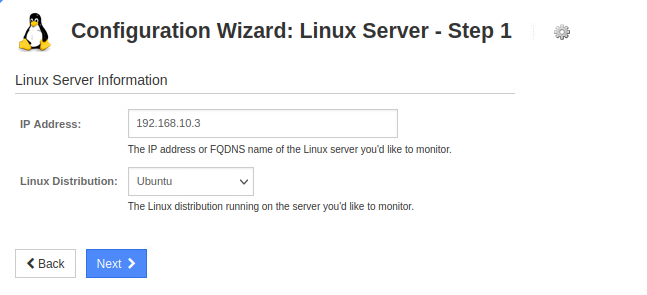 Configuration Wizard: Linux Server - Step 1
Linux Server Information
IP Address: 192.168.10.3
The IP address or FQDNS name of the Linux server you'd like to monitor.
Linux Distribution: Ubuntu
The Linux distribution running on the server you'd like to monitor.
Back Next